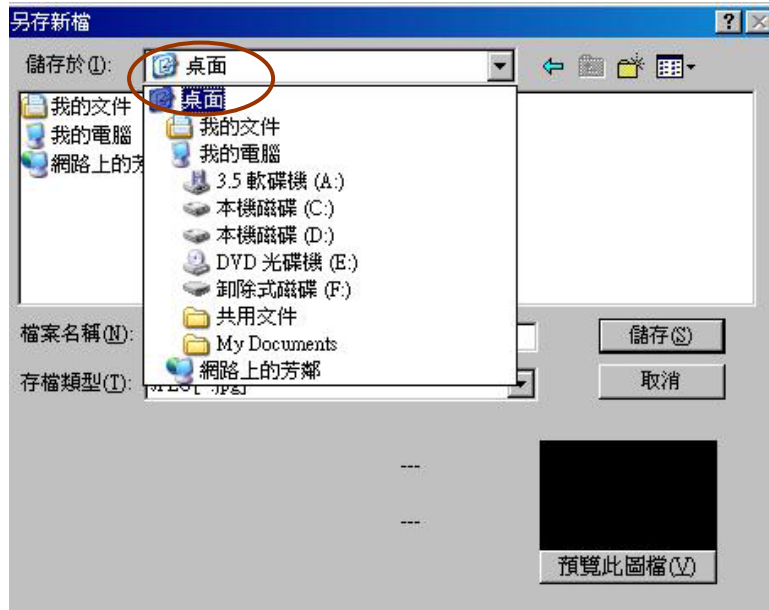 另存新檔
儲存於(I): 桌面
我的文件
我的電腦
網路上的芳
桌面
我的文件
我的電腦
3.5 軟碟機 (A:)
本機磁碟 (C:)
本機磁碟 (D:)
DVD 光碟機 (E:)
卸除式磁碟 (F:)
共用文件
My Documents
網路上的芳鄰
檔案名稱(N):
儲存(S)
存檔類型(T):
取消
---
---
預覽此圖檔(V)